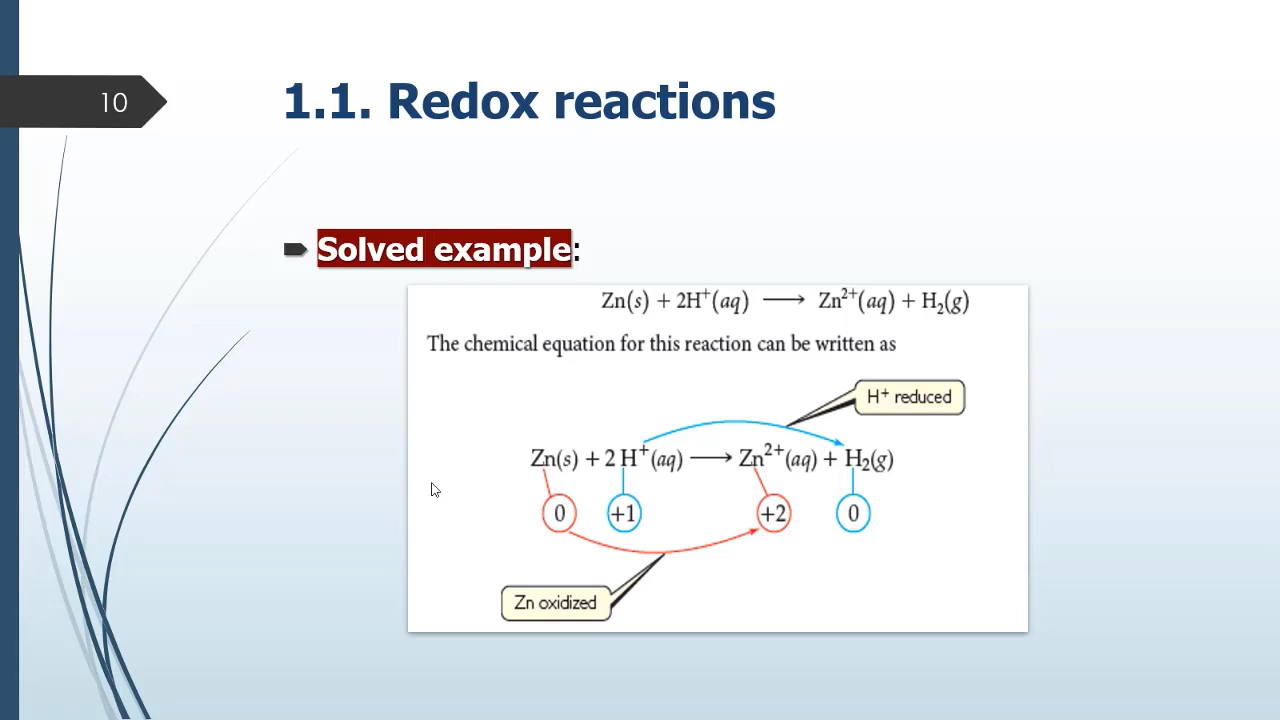 10
1.1. Redox reactions
Solved example:
Zn(s) + 2H⁺(aq) ⟶ Zn²⁺(aq) + H₂(g)
The chemical equation for this reaction can be written as
H⁺ reduced
Zn(s) + 2 H⁺(aq) ⟶ Zn²⁺(aq) + H₂(g)
0 +1 +2 0
Zn oxidized